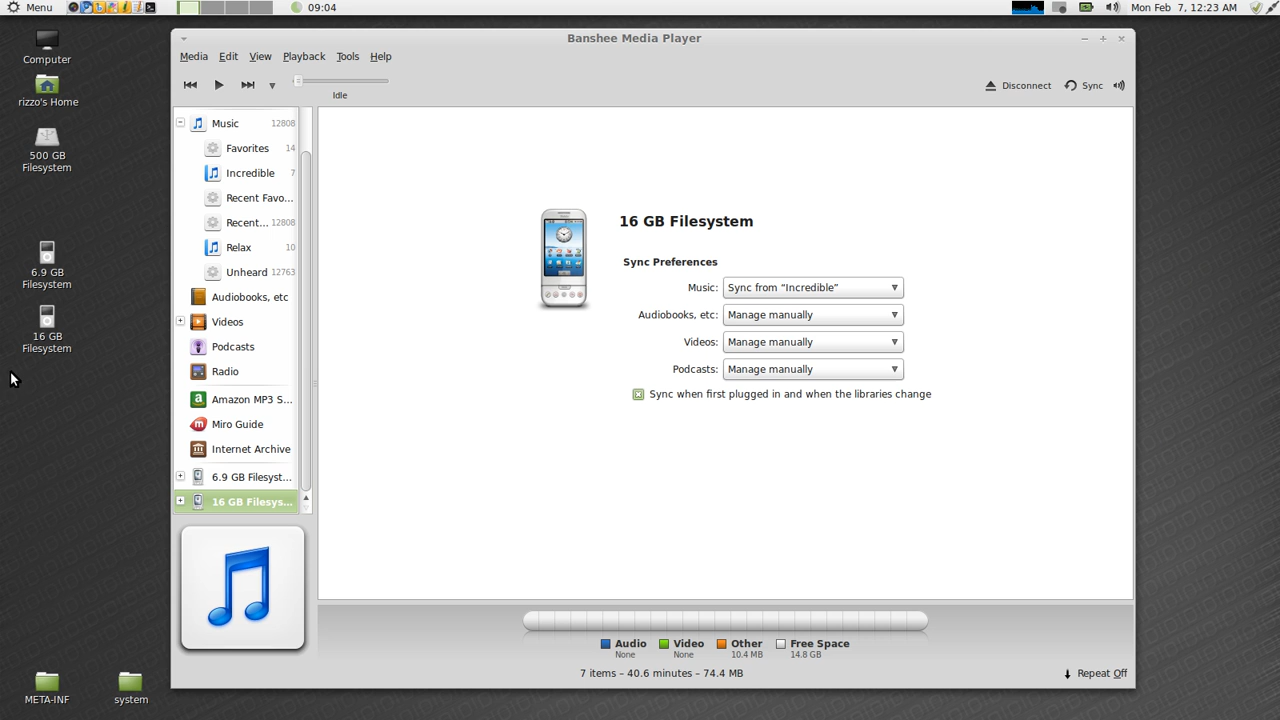 Menu
09:04
Mon Feb 7, 12:23 AM
Computer
rizzo's Home
500 GB
Filesystem
6.9 GB
Filesystem
16 GB
Filesystem
META-INF
system
Banshee Media Player
Media Edit View Playback Tools Help
Idle
Disconnect
Sync
Music 12808
Favorites 14
Incredible 7
Recent Favo...
Recent... 12808
Relax 10
Unheard 12763
Audiobooks, etc
Videos
Podcasts
Radio
Amazon MP3 S...
Miro Guide
Internet Archive
6.9 GB Filesyst...
16 GB Filesys...
16 GB Filesystem
Sync Preferences
Music: Sync from “Incredible”
Audiobooks, etc: Manage manually
Videos: Manage manually
Podcasts: Manage manually
Sync when first plugged in and when the libraries change
Audio Video Other Free Space
None None 10.4 MB 14.8 GB
7 items – 40.6 minutes – 74.4 MB
Repeat Off